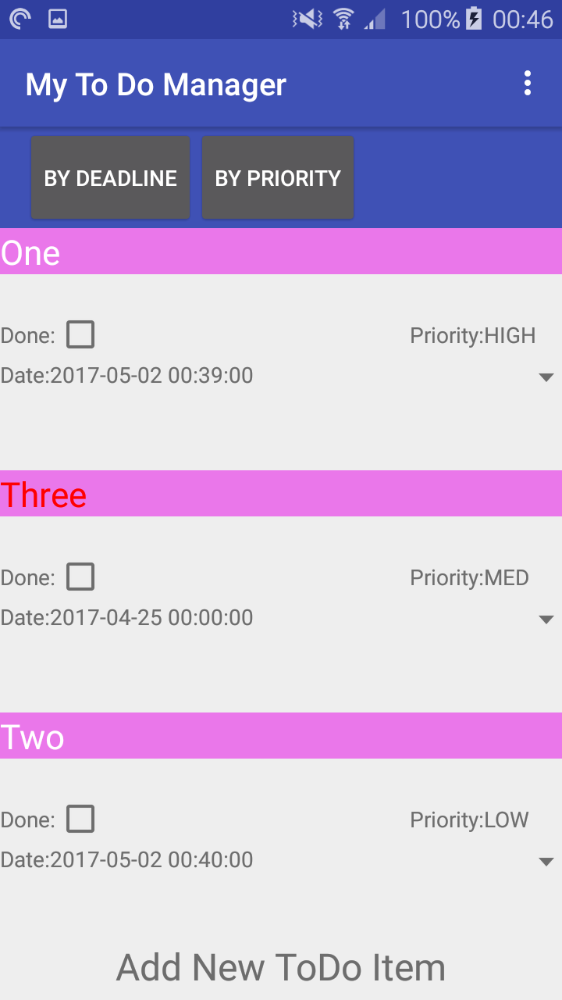 100% 00:46
My To Do Manager
BY DEADLINE BY PRIORITY
One
Done: Priority:HIGH
Date:2017-05-02 00:39:00
Three
Done: Priority:MED
Date:2017-04-25 00:00:00
Two
Done: Priority:LOW
Date:2017-05-02 00:40:00
Add New ToDo Item